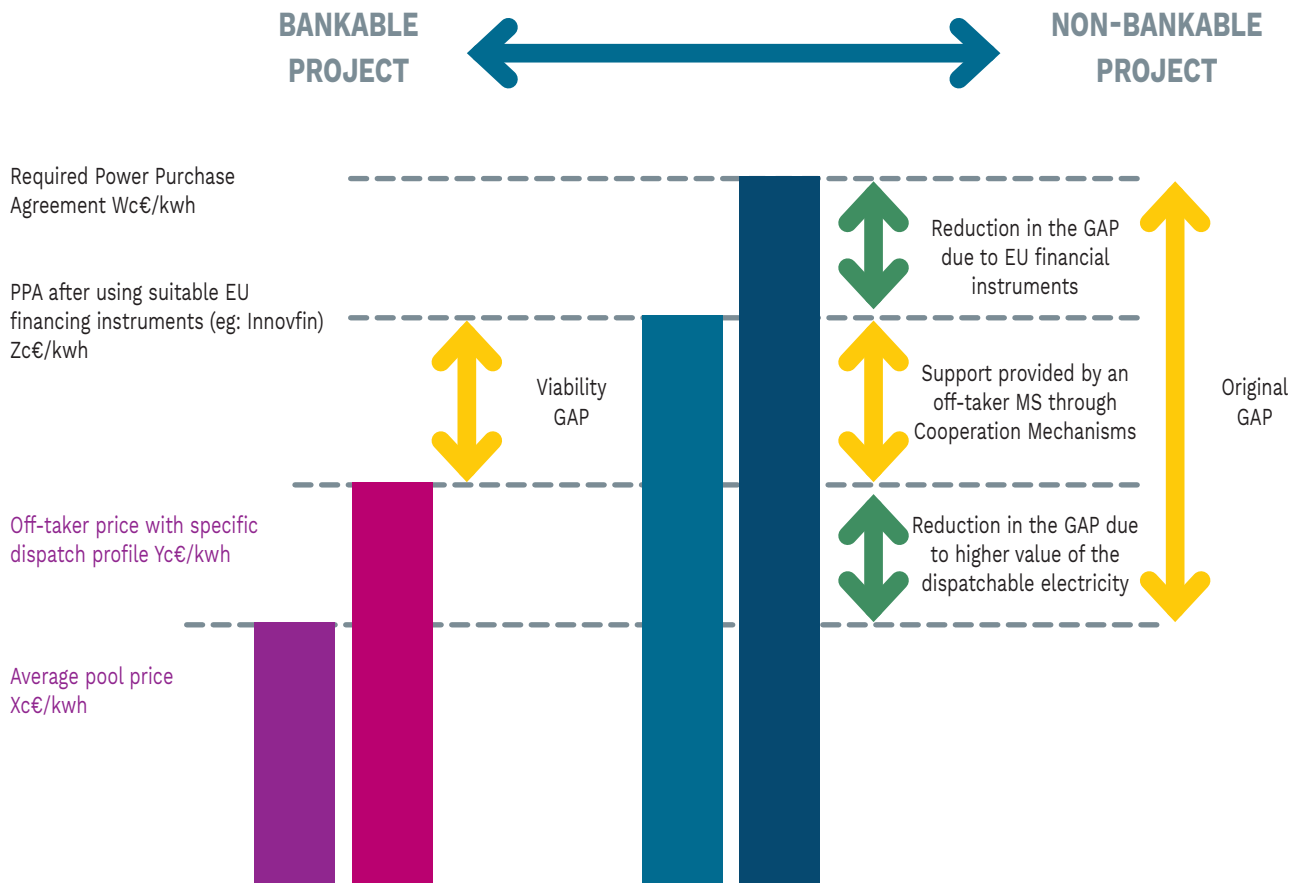 BANKABLE
PROJECT
NON-BANKABLE
PROJECT
Required Power Purchase
Agreement Wc€/kwh
PPA after using suitable EU
financing instruments (eg: Innovfin)
Zc€/kwh
Off-taker price with specific
dispatch profile Yc€/kwh
Average pool price
Xc€/kwh
Viability
GAP
Reduction in the GAP
due to EU financial
instruments
Support provided by an
off-taker MS through
Cooperation Mechanisms
Reduction in the GAP due
to higher value of the
dispatchable electricity
Original
GAP